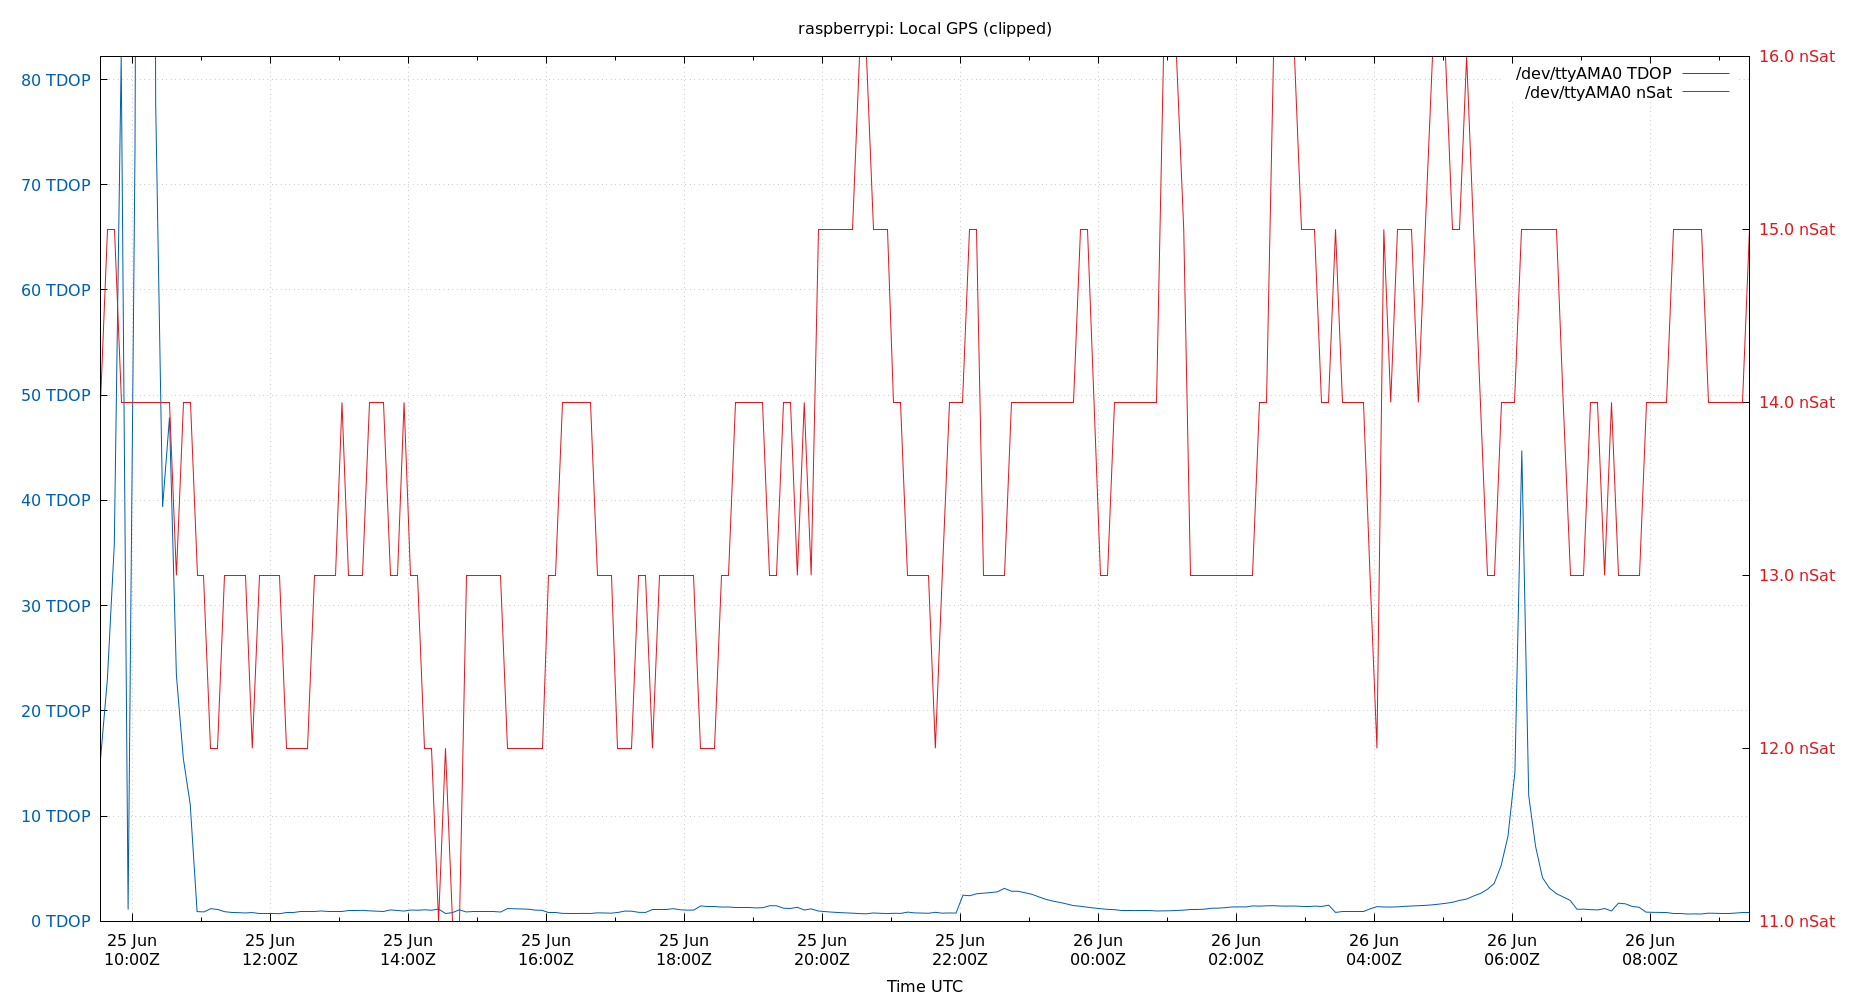 raspberrypi: Local GPS (clipped)
/dev/ttyAMA0 TDOP
/dev/ttyAMA0 nSat
80 TDOP
70 TDOP
60 TDOP
50 TDOP
40 TDOP
30 TDOP
20 TDOP
10 TDOP
0 TDOP
16.0 nSat
15.0 nSat
14.0 nSat
13.0 nSat
12.0 nSat
11.0 nSat
25 Jun
10:00Z
25 Jun
12:00Z
25 Jun
14:00Z
25 Jun
16:00Z
25 Jun
18:00Z
25 Jun
20:00Z
25 Jun
22:00Z
26 Jun
00:00Z
26 Jun
02:00Z
26 Jun
04:00Z
26 Jun
06:00Z
26 Jun
08:00Z
Time UTC